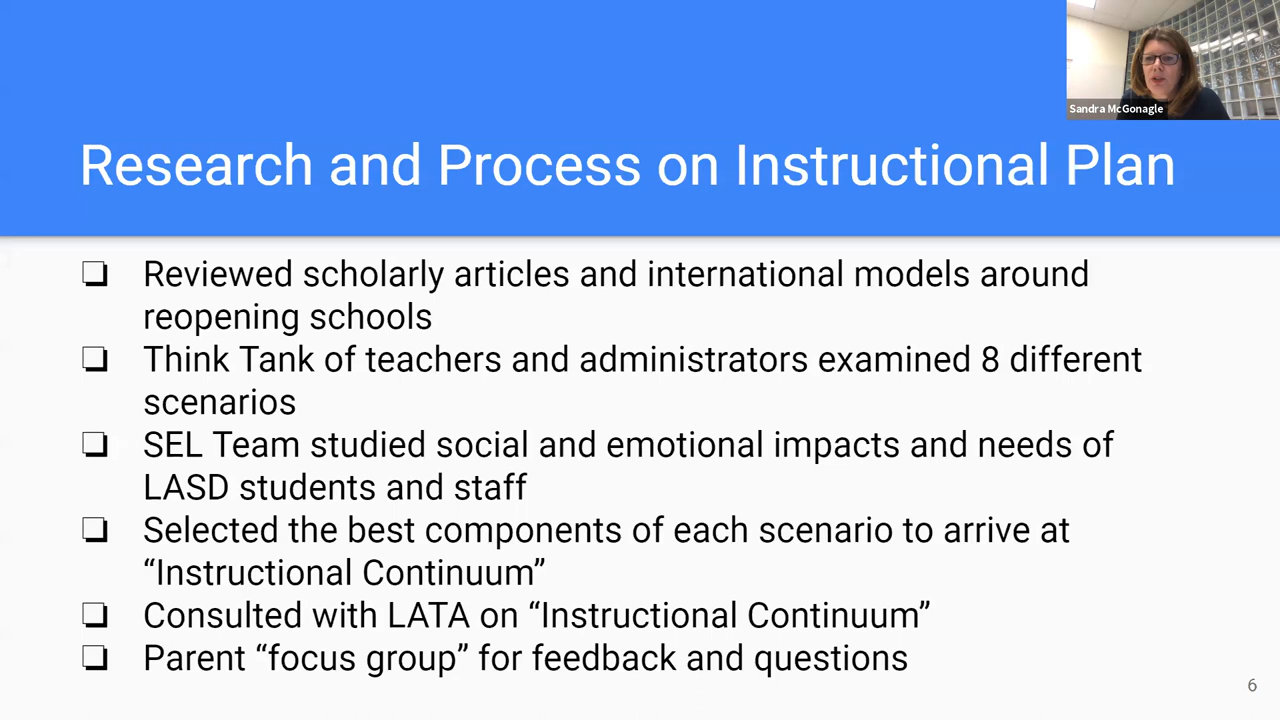 Sandra McGonagle
Research and Process on Instructional Plan
❏ Reviewed scholarly articles and international models around
reopening schools
❏ Think Tank of teachers and administrators examined 8 different
scenarios
❏ SEL Team studied social and emotional impacts and needs of
LASD students and staff
❏ Selected the best components of each scenario to arrive at
“Instructional Continuum”
❏ Consulted with LATA on “Instructional Continuum”
❏ Parent “focus group” for feedback and questions
6